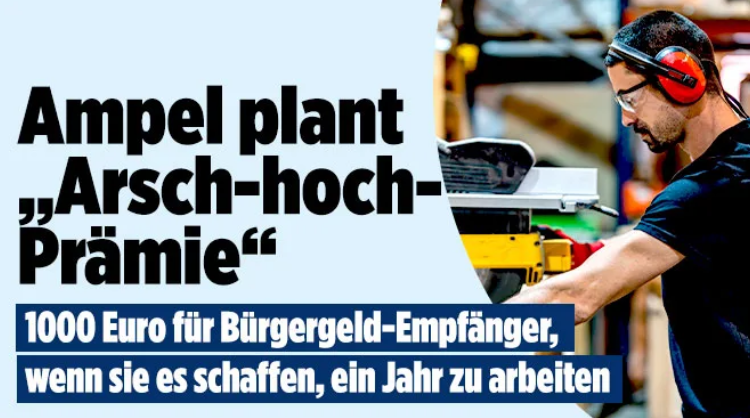 Ampel plant
„Arsch-hoch-
Prämie“
1000 Euro für Bürgergeld-Empfänger,
wenn sie es schaffen, ein Jahr zu arbeiten